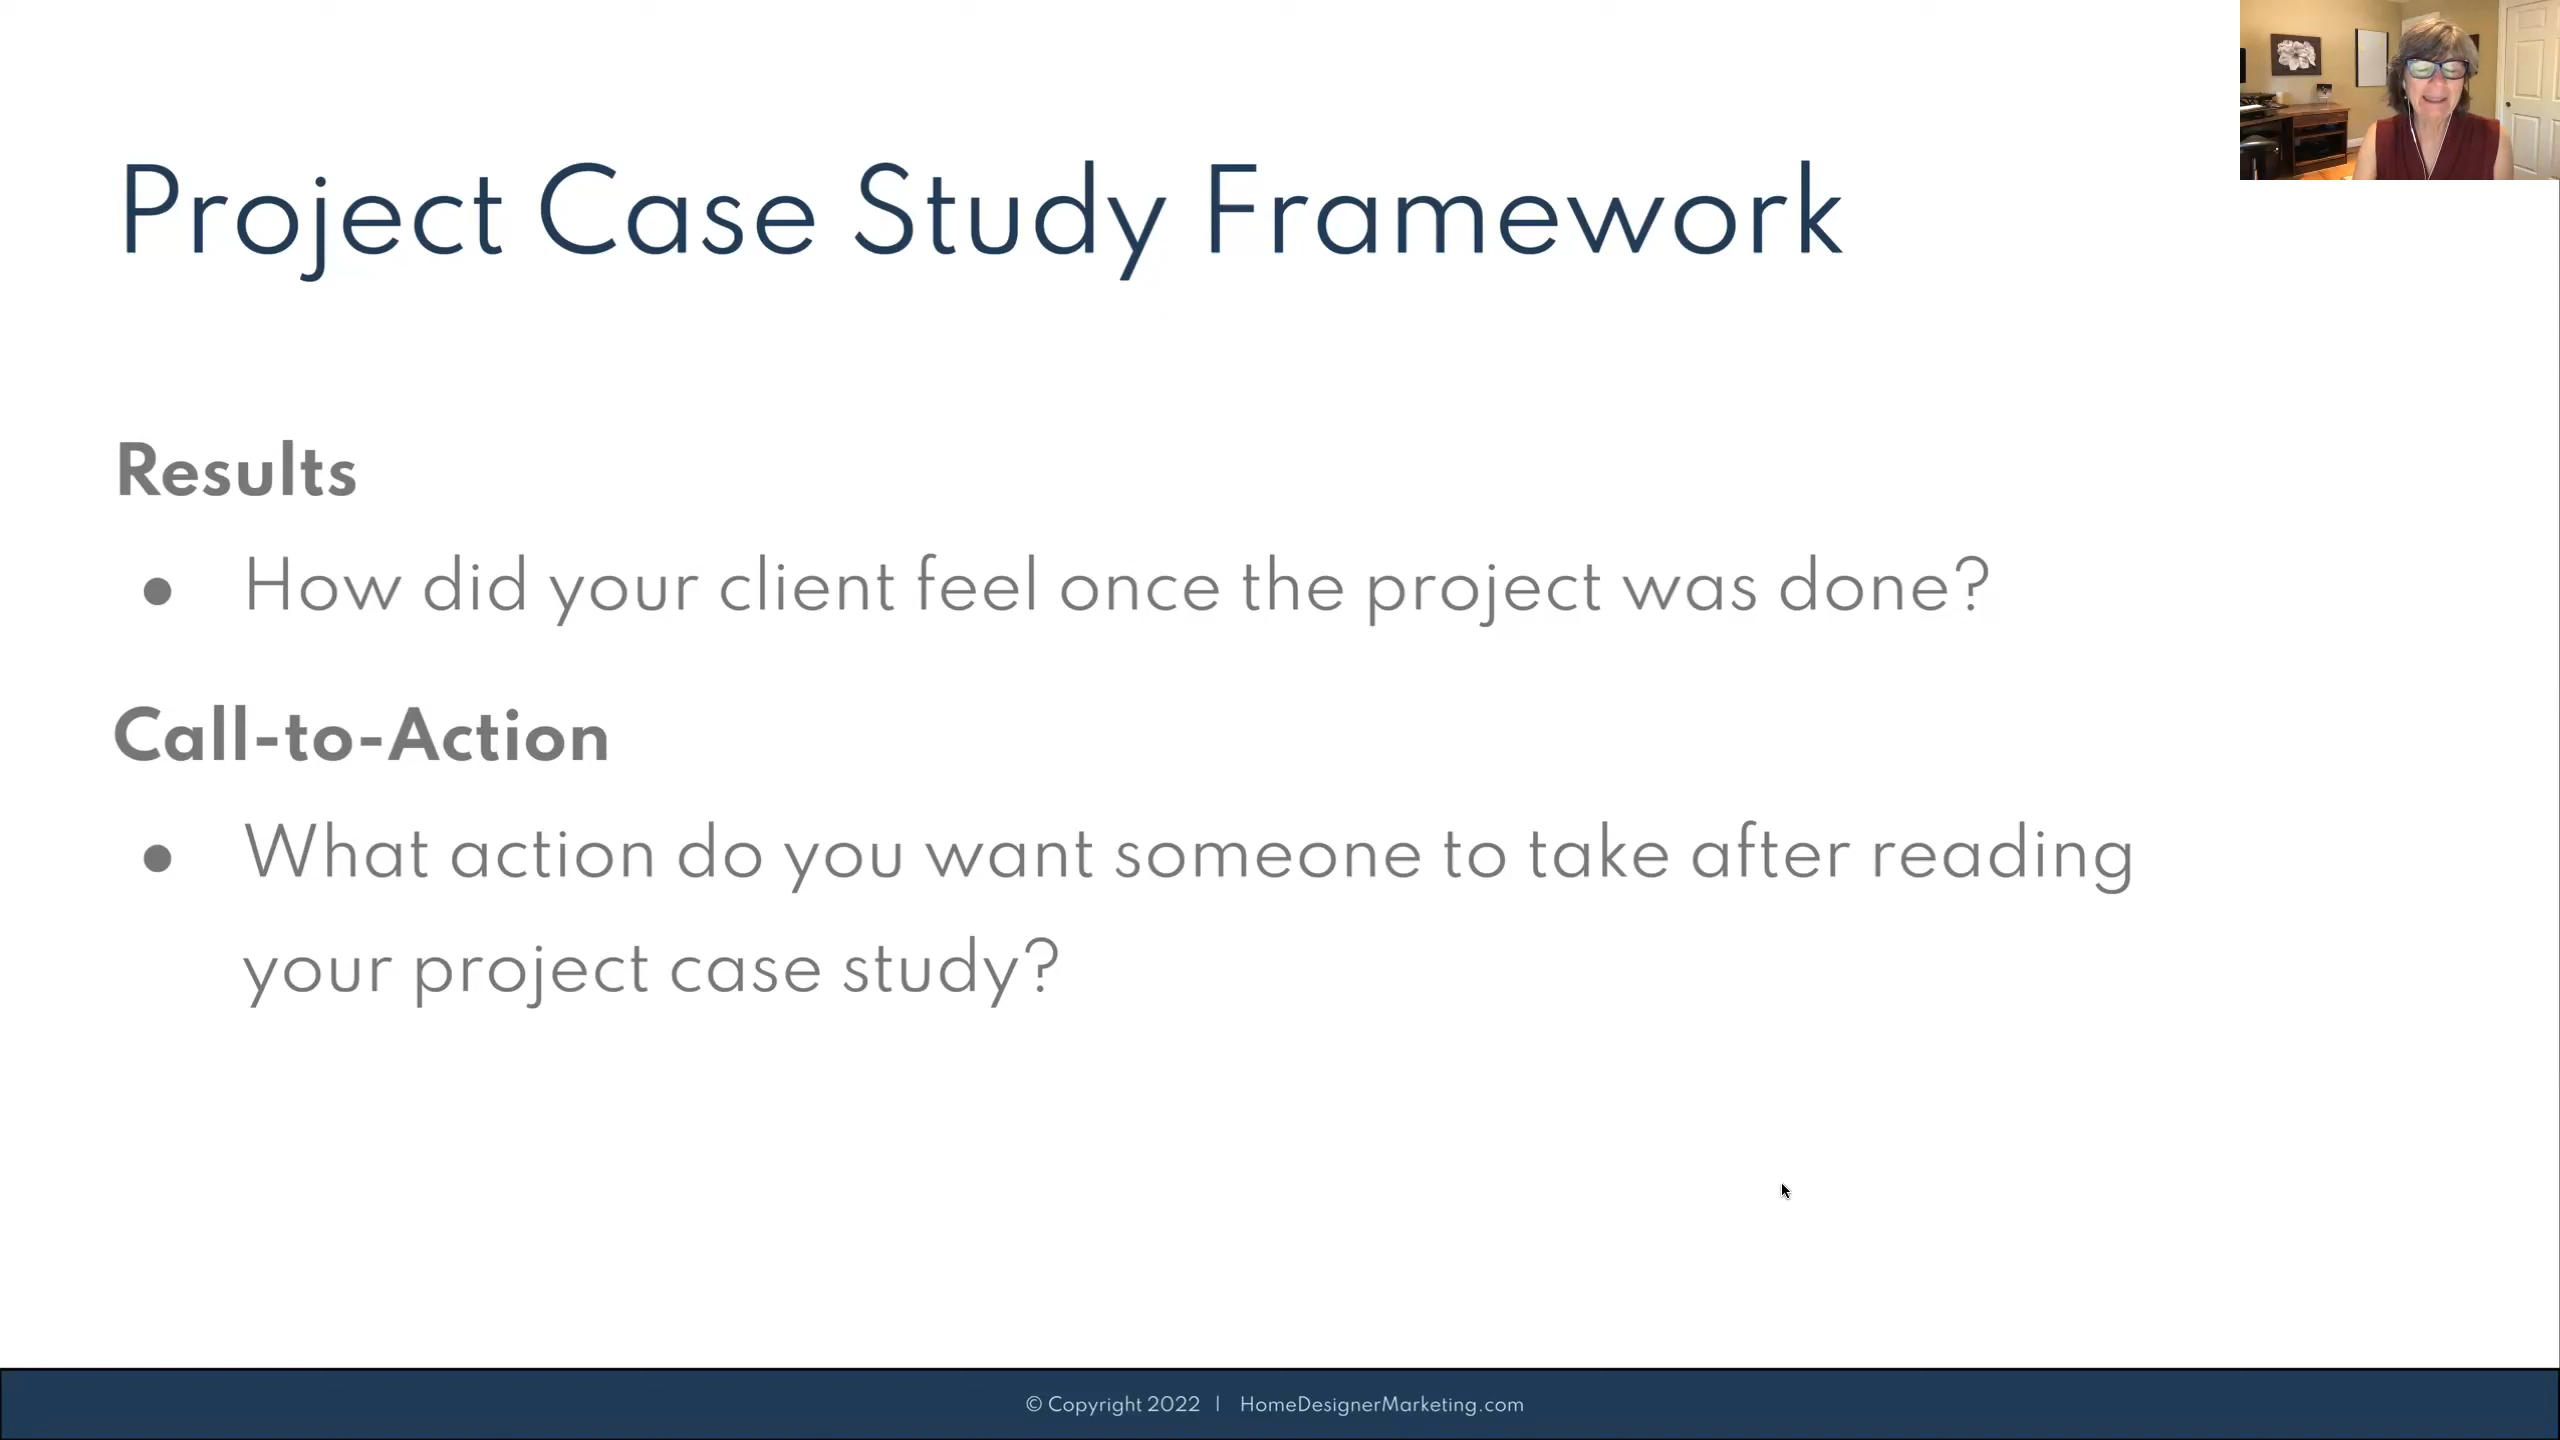 Project Case Study Framework
Results
● How did your client feel once the project was done?
Call-to-Action
● What action do you want someone to take after reading
your project case study?
© Copyright 2022 | HomeDesignerMarketing.com